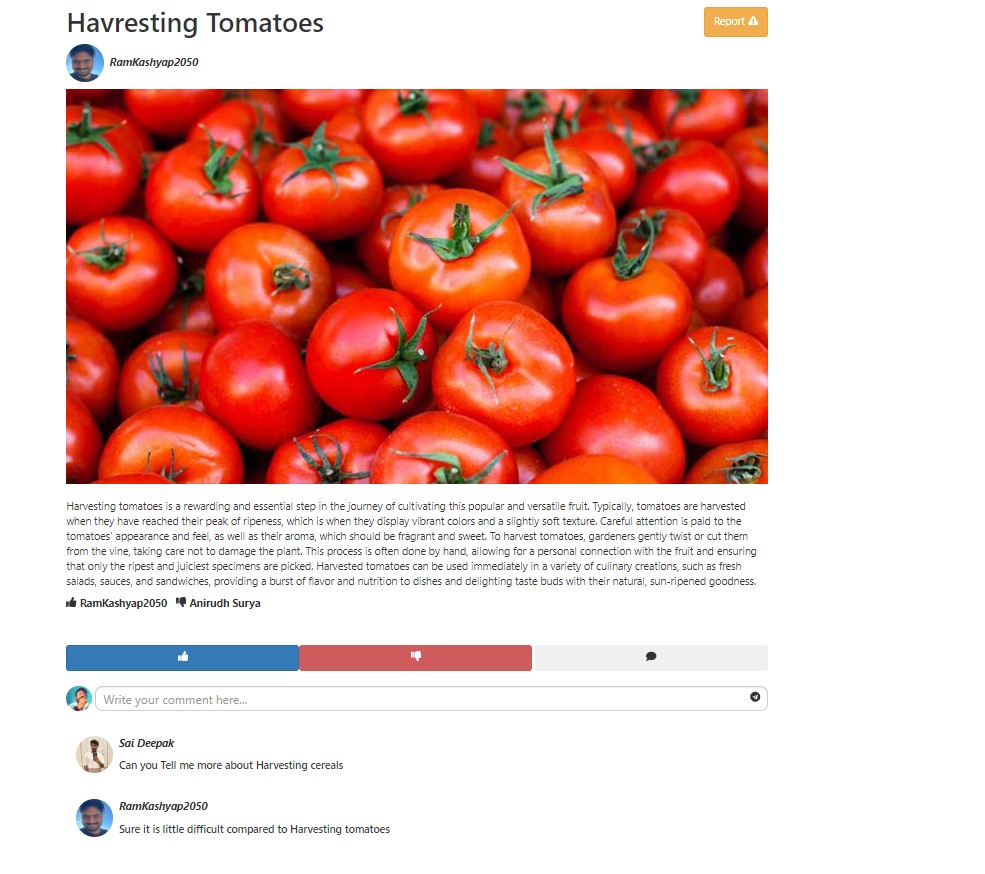 Havresting Tomatoes
Report
RamKashyap2050
Harvesting tomatoes is a rewarding and essential step in the journey of cultivating this popular and versatile fruit. Typically, tomatoes are harvested
when they have reached their peak of ripeness, which is when they display vibrant colors and a slightly soft texture. Careful attention is paid to the
tomatoes' appearance and feel, as well as their aroma, which should be fragrant and sweet. To harvest tomatoes, gardeners gently twist or cut them
from the vine, taking care not to damage the plant. This process is often done by hand, allowing for a personal connection with the fruit and ensuring
that only the ripest and juiciest specimens are picked. Harvested tomatoes can be used immediately in a variety of culinary creations, such as fresh
salads, sauces, and sandwiches, providing a burst of flavor and nutrition to dishes and delighting taste buds with their natural, sun-ripened goodness.
RamKashyap2050 Anirudh Surya
Write your comment here...
Sai Deepak
Can you Tell me more about Harvesting cereals
RamKashyap2050
Sure it is little difficult compared to Harvesting tomatoes